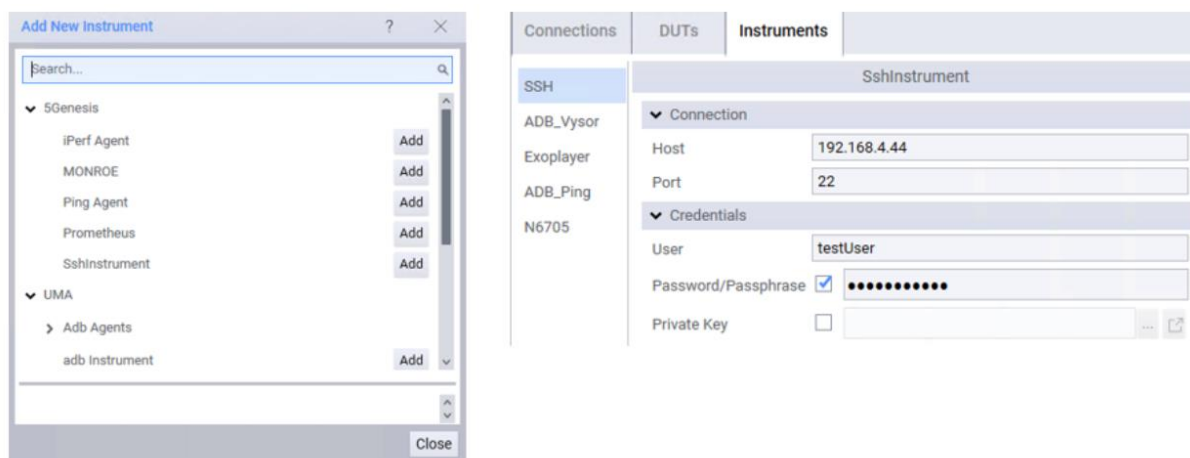 Add New Instrument ?
Search...
5Genesis
iPerf Agent Add
MONROE Add
Ping Agent Add
Prometheus Add
SshInstrument Add
UMA
Adb Agents
adb Instrument Add
Close
Connections DUTs Instruments
SSH
ADB_Vysor
Exoplayer
ADB_Ping
N6705
SshInstrument
Connection
Host 192.168.4.44
Port 22
Credentials
User testUser
Password/Passphrase •••••••••••
Private Key ...